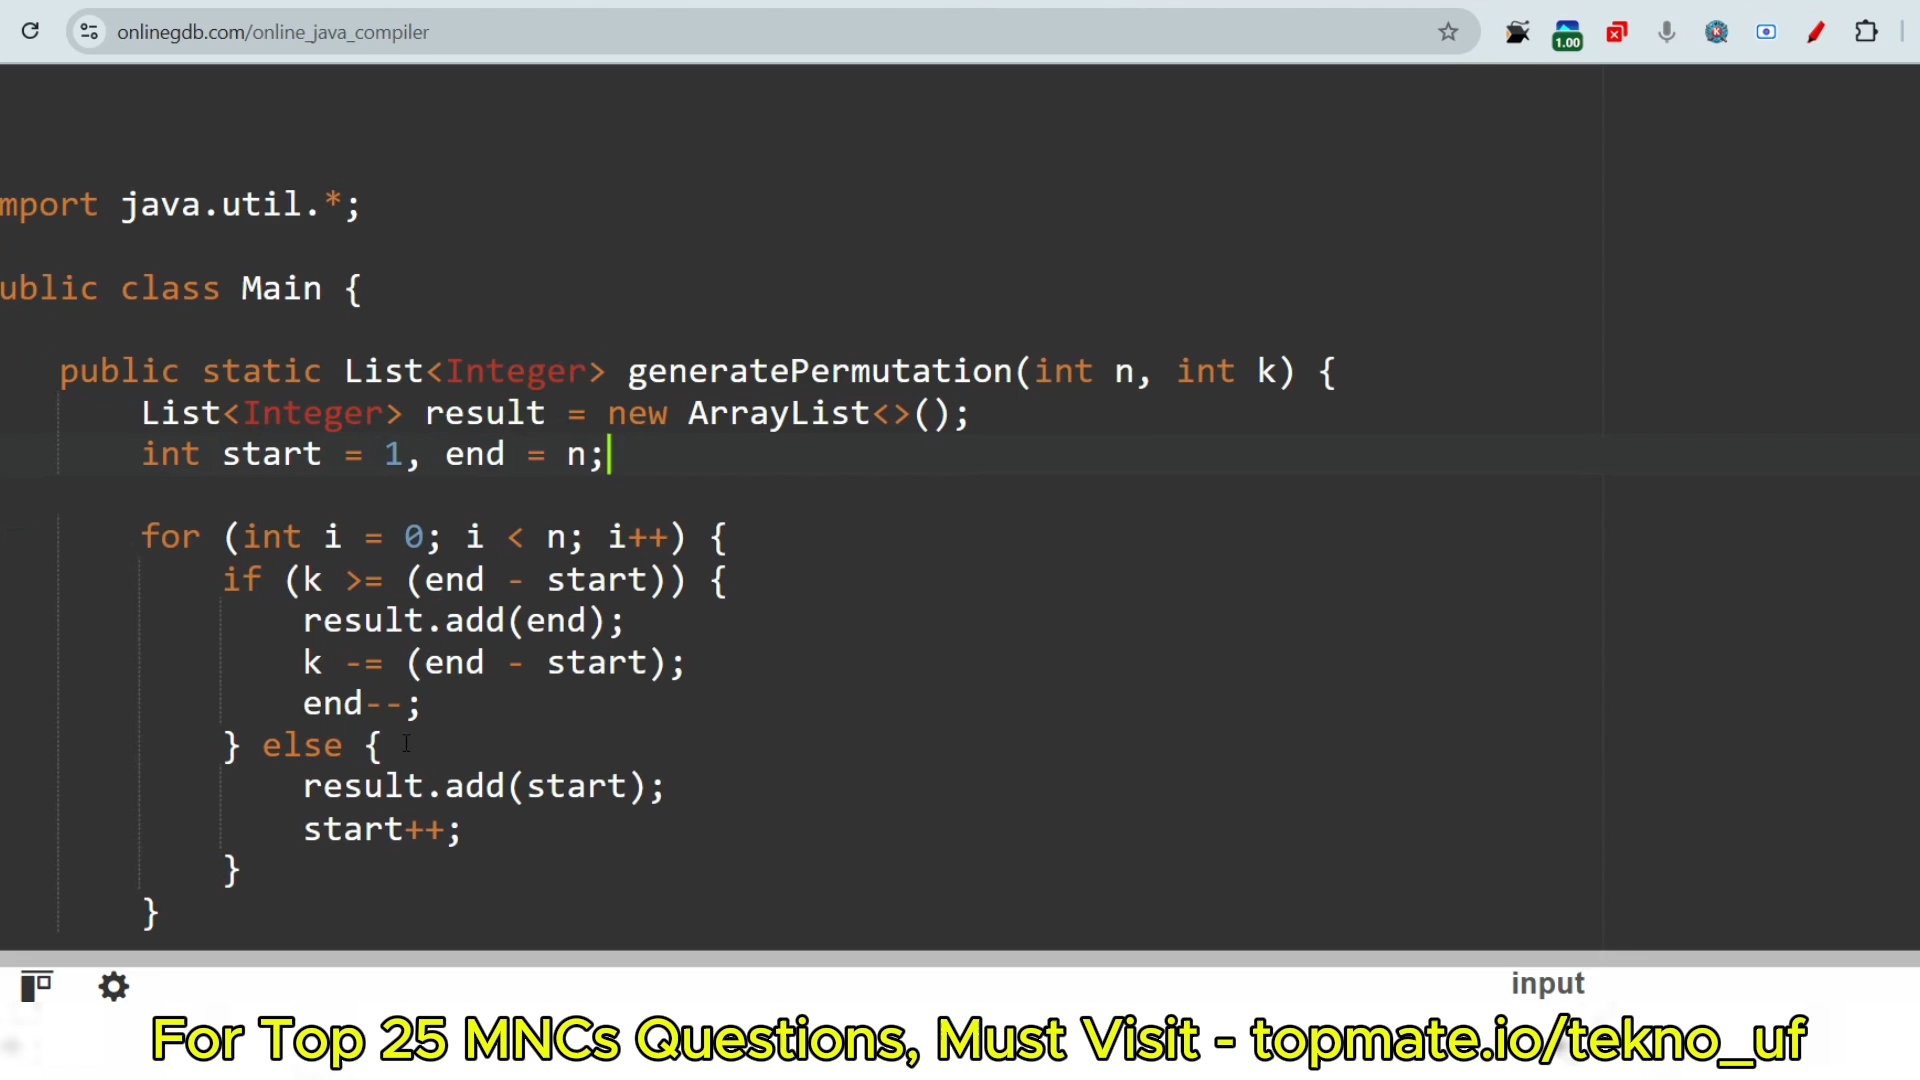 onlinegdb.com/online_java_compiler
1.00
mport java.util.*;
ublic class Main {
public static List<Integer> generatePermutation(int n, int k) {
List<Integer> result = new ArrayList<>();
int start = 1, end = n;
for (int i = 0; i < n; i++) {
if (k >= (end - start)) {
result.add(end);
k -= (end - start);
end--;
} else {
result.add(start);
start++;
}
}
input
For Top 25 MNCs Questions, Must Visit - topmate.io/tekno_uf